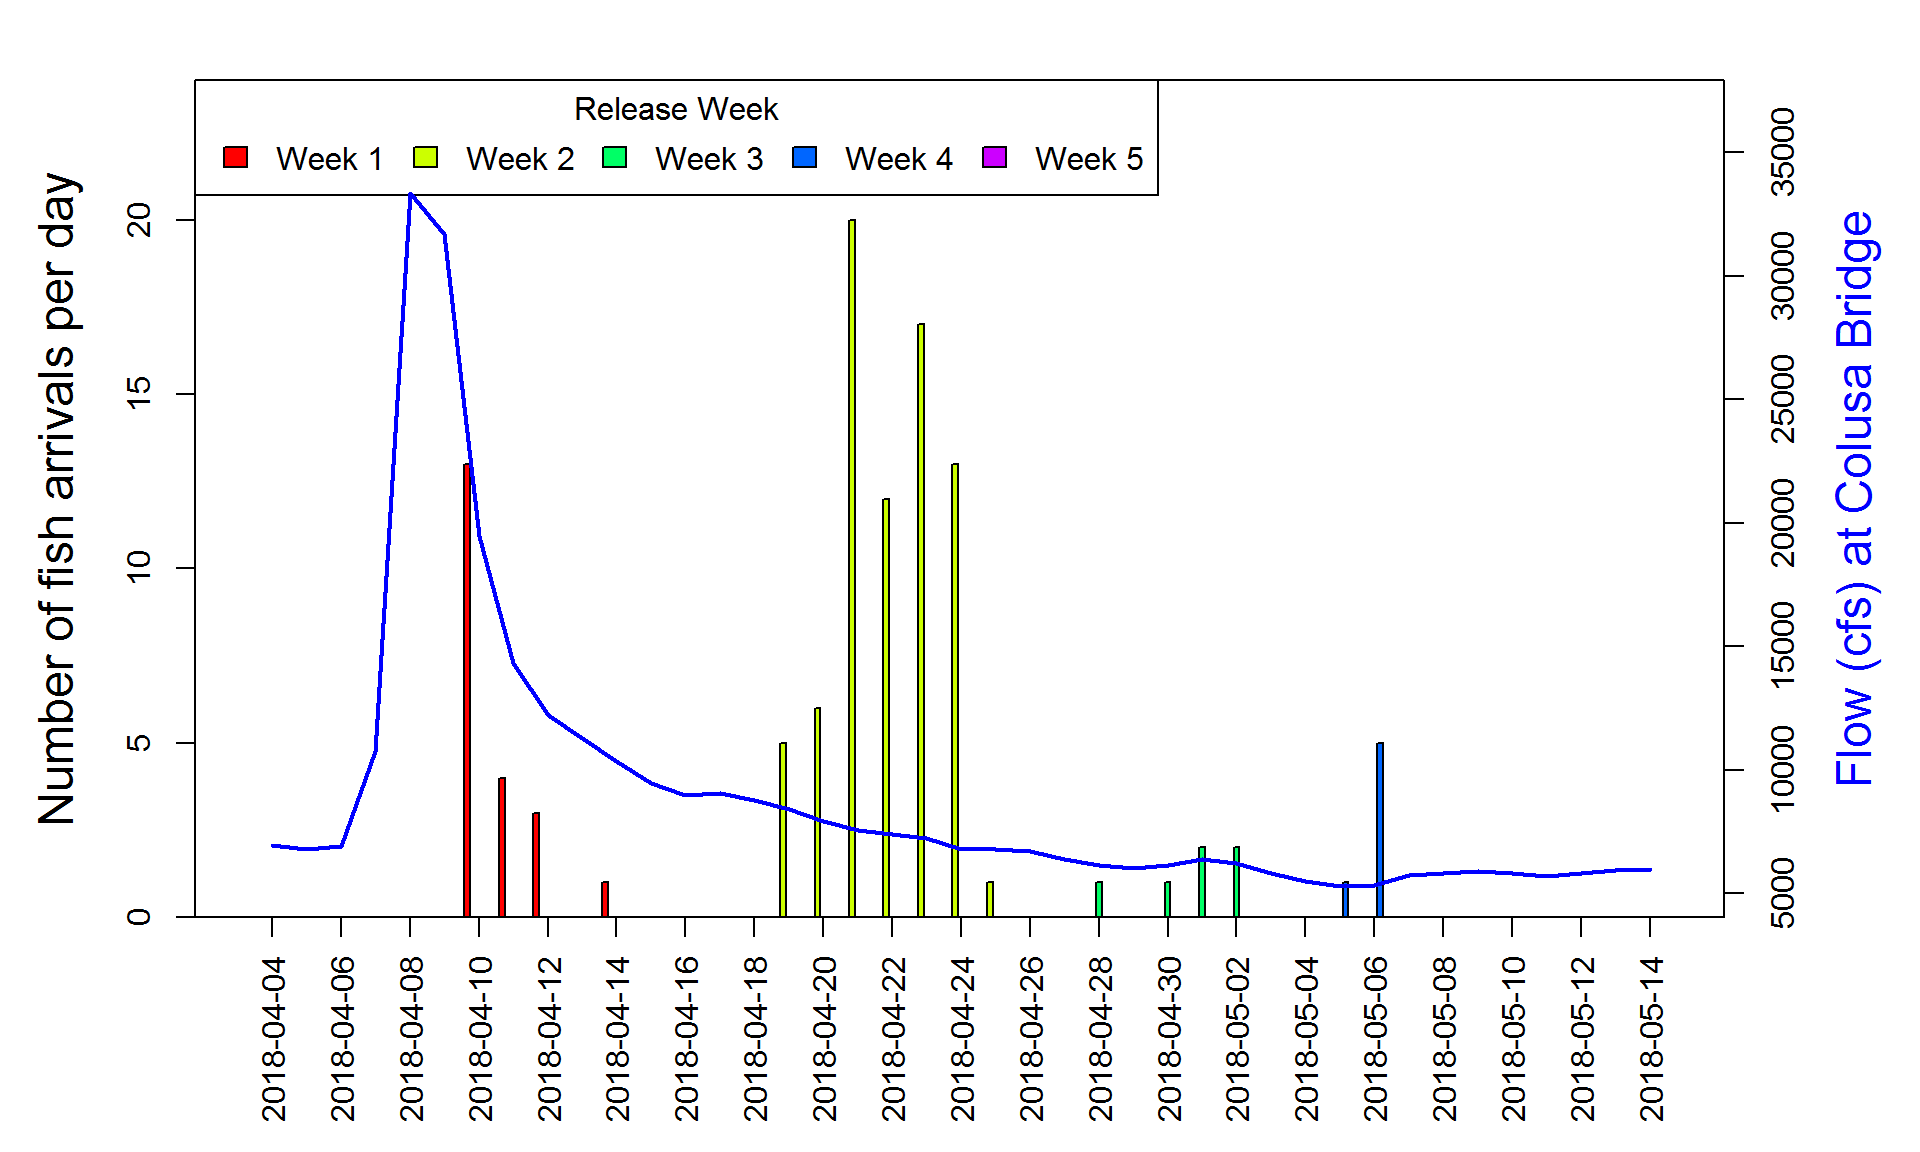 Release Week
Week 1 Week 2 Week 3 Week 4 Week 5
Number of fish arrivals per day
0 5 10 15 20
2018-04-04 2018-04-06 2018-04-08 2018-04-10 2018-04-12 2018-04-14 2018-04-16 2018-04-18 2018-04-20 2018-04-22 2018-04-24 2018-04-26 2018-04-28 2018-04-30 2018-05-02 2018-05-04 2018-05-06 2018-05-08 2018-05-10 2018-05-12 2018-05-14
5000 10000 15000 20000 25000 30000 35000
Flow (cfs) at Colusa Bridge